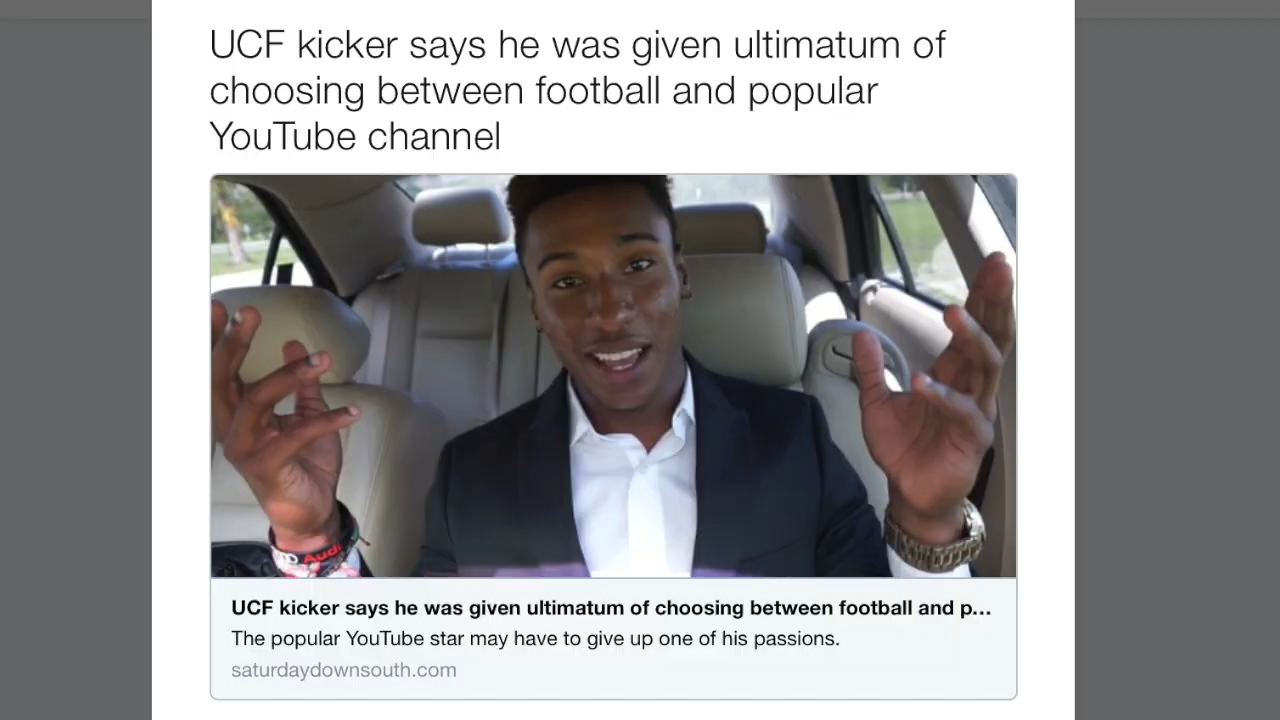 UCF kicker says he was given ultimatum of
choosing between football and popular
YouTube channel
Audi
UCF kicker says he was given ultimatum of choosing between football and p...
The popular YouTube star may have to give up one of his passions.
saturdaydownsouth.com